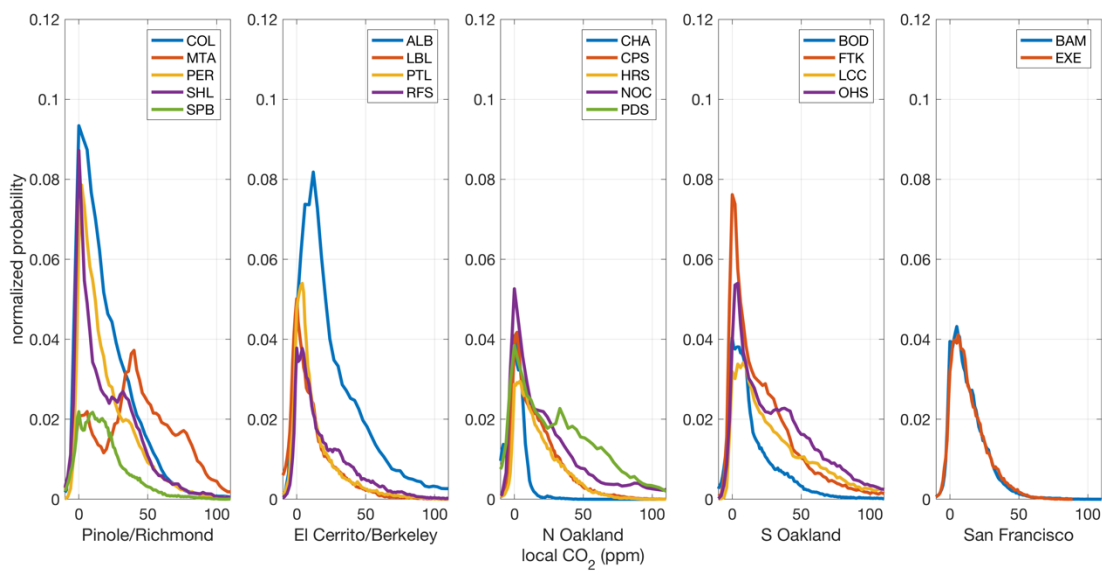 normalized probability
0.12
0.1
0.08
0.06
0.04
0.02
0
0
50
100
COL
MTA
PER
SHL
SPB
Pinole/Richmond
0.12
0.1
0.08
0.06
0.04
0.02
0
0
50
100
ALB
LBL
PTL
RFS
El Cerrito/Berkeley
0.12
0.1
0.08
0.06
0.04
0.02
0
0
50
100
CHA
CPS
HRS
NOC
PDS
N Oakland
local CO2 (ppm)
0.12
0.1
0.08
0.06
0.04
0.02
0
0
50
100
BOD
FTK
LCC
OHS
S Oakland
0.12
0.1
0.08
0.06
0.04
0.02
0
0
50
100
BAM
EXE
San Francisco